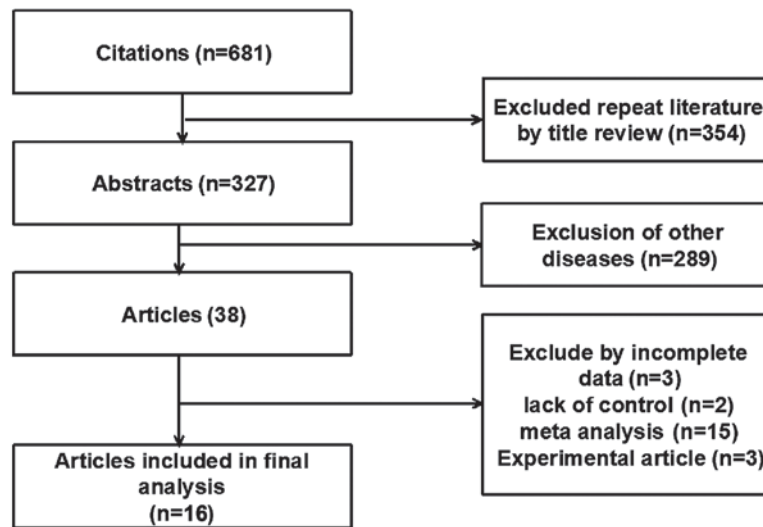 Citations (n=681)
Excluded repeat literature
by title review (n=354)
Abstracts (n=327)
Exclusion of other
diseases (n=289)
Articles (38)
Exclude by incomplete
data (n=3)
lack of control (n=2)
meta analysis (n=15)
Experimental article (n=3)
Articles included in final
analysis
(n=16)